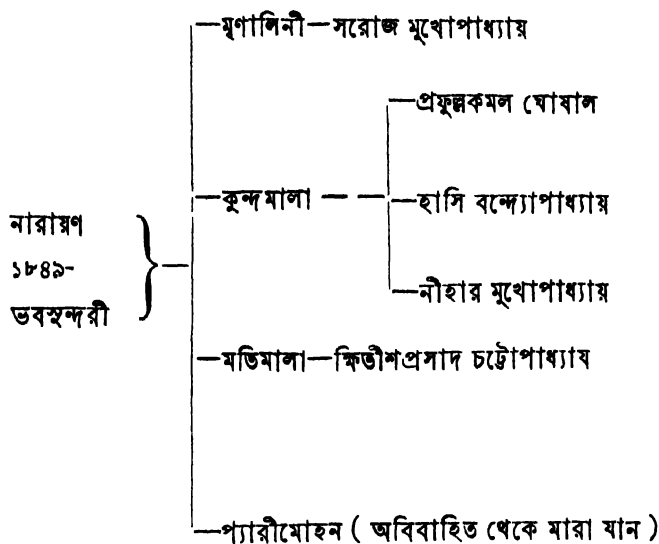 মৃণালিনী—সরোজ মুখোপাধ্যায়
প্রফুল্লকমল ঘোষাল
কুন্দমালা
হাসি বন্দ্যোপাধ্যায়
নারায়ণ
১৮৪৯-
ভবসুন্দরী
নীহার মুখোপাধ্যায়
মতিমালা—ক্ষিতীশপ্রসাদ চট্টোপাধ্যায
প্যারীমোহন ( অবিবাহিত থেকে মারা যান )